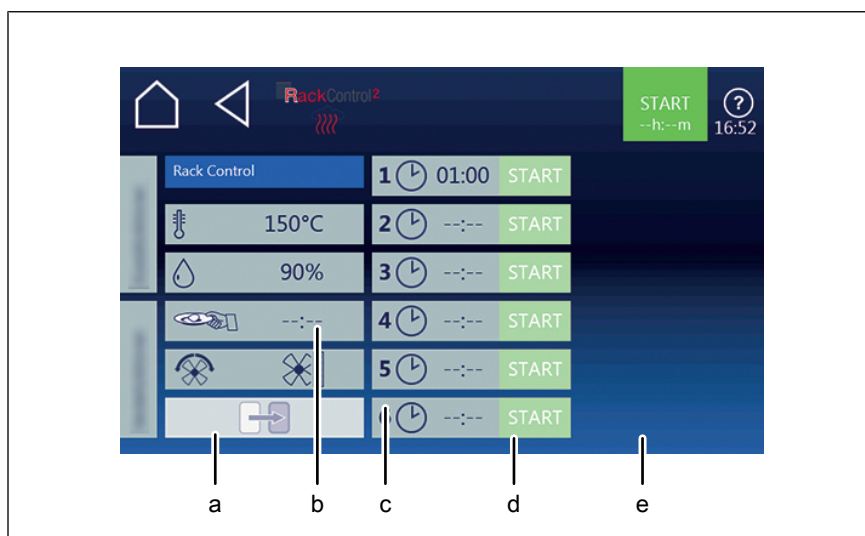 RackControl²
START
--h:--m
?
16:52
Rack Control
150°C
90%
--:--
1 01:00 START
2 --:-- START
3 --:-- START
4 --:-- START
5 --:-- START
6 --:-- START
a b c d e